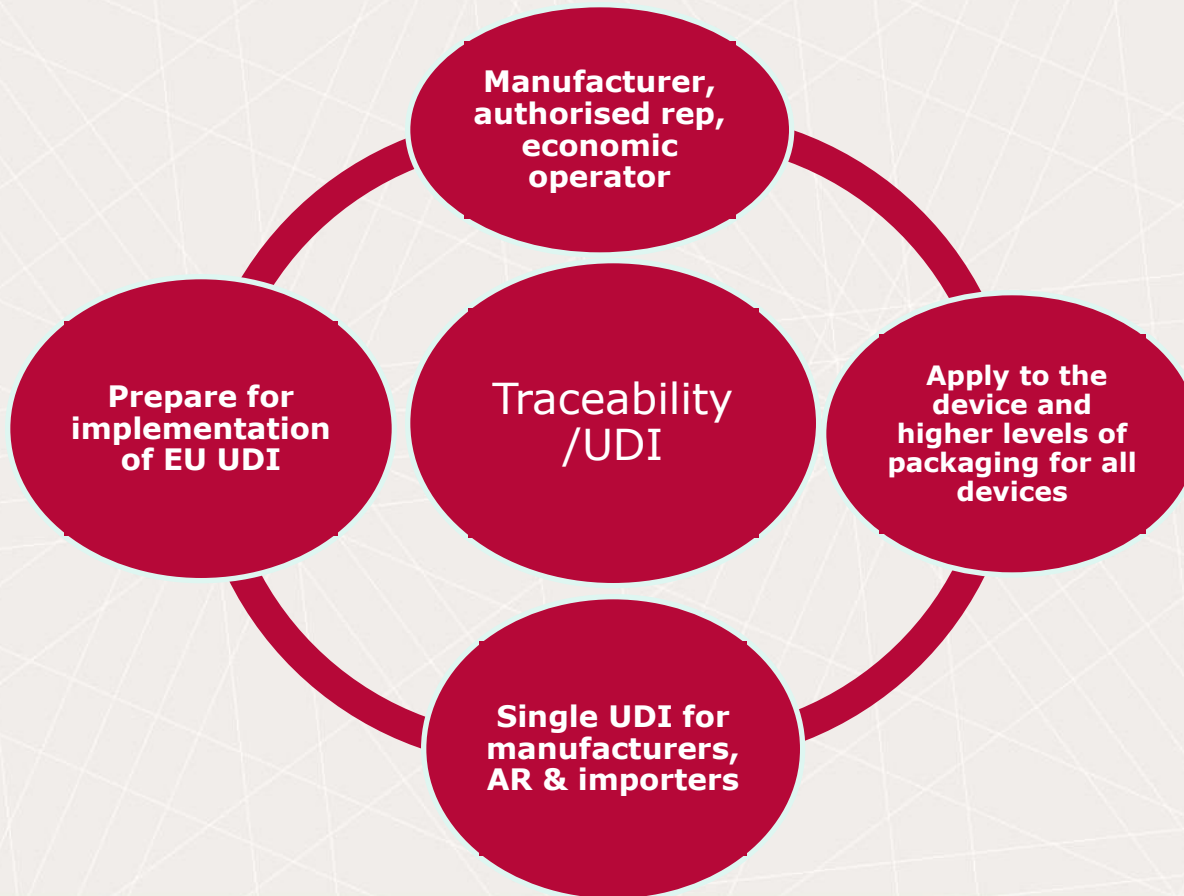 Manufacturer,
authorised rep,
economic
operator
Prepare for
implementation
of EU UDI
Traceability
/UDI
Apply to the
device and
higher levels of
packaging for all
devices
Single UDI for
manufacturers,
AR & importers